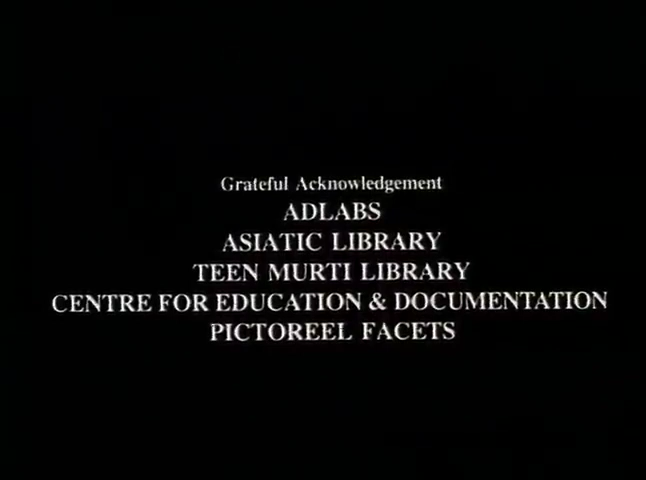 Grateful Acknowledgement
ADLABS
ASIATIC LIBRARY
TEEN MURTI LIBRARY
CENTRE FOR EDUCATION & DOCUMENTATION
PICTOREEL FACETS